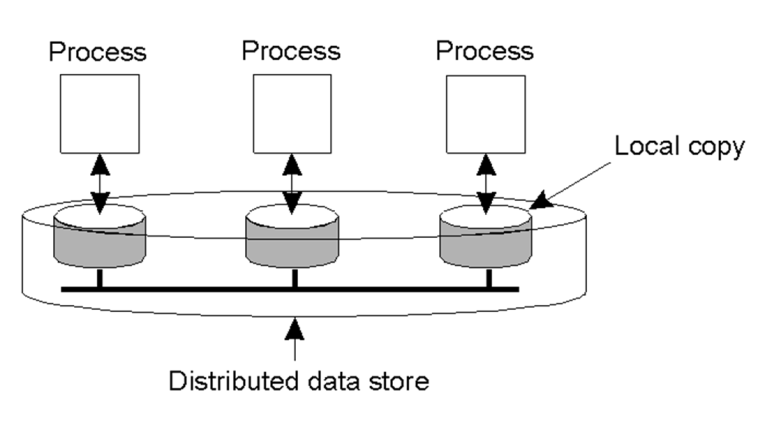 Process
Process
Process
Local copy
Distributed data store